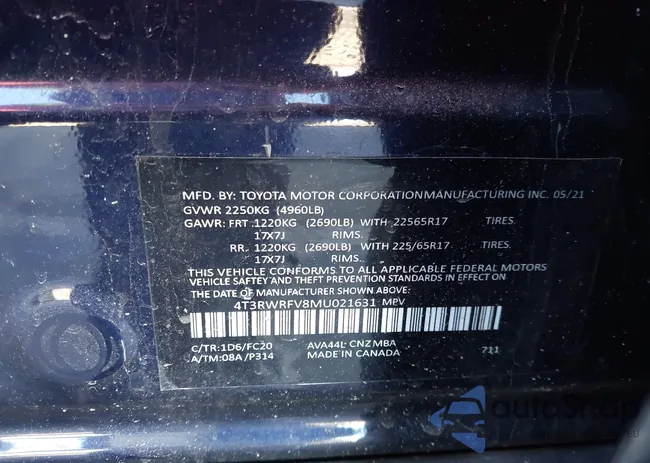 MFD. BY: TOYOTA MOTOR CORPORATIONMANUFACTURING INC. 05/21
GVWR 2250KG (4960LB)
GAWR: FRT 1220KG (2690LB) WITH 22565R17 TIRES.
17X7J RIMS.
RR 1220KG (2690LB) WITH 225/65R17 TIRES.
17X7J RIMS.
THIS VEHICLE CONFORMS TO ALL APPLICABLE FEDERAL MOTORS
VEHICLE SAFETY AND THEFT PREVENTION STANDARDS IN EFFECT ON
THE DATE OF MANUFACTURER SHOWN ABOVE.
4T3RWRFV8MU021631 MPV
C/TR:1D6/FC20 AVA44L: CNZMBA
A/TM:08A/P314 MADE IN CANADA 711
autoSnap